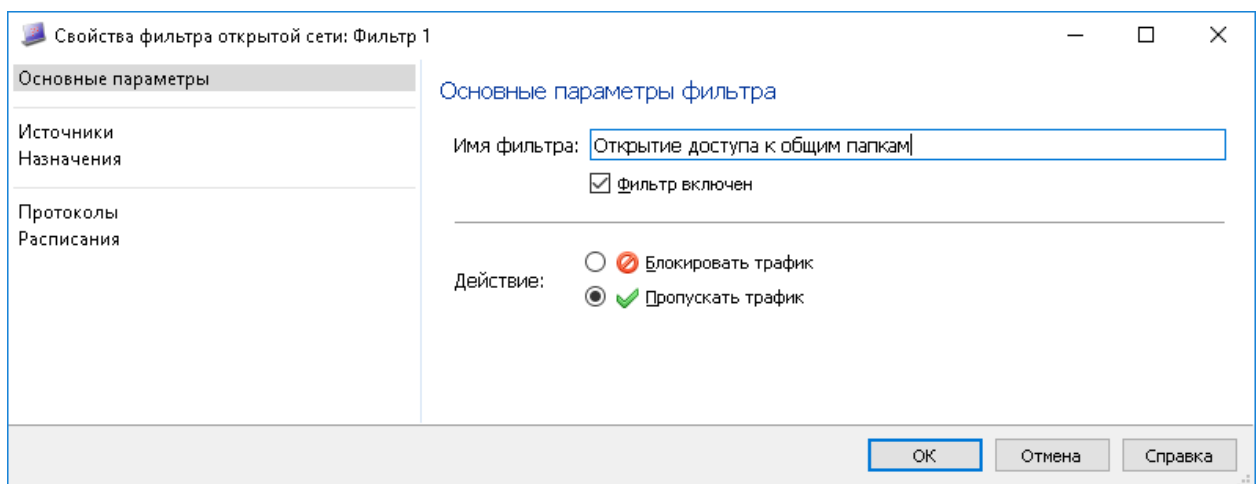 Свойства фильтра открытой сети: Фильтр 1
Основные параметры
Источники
Назначения
Протоколы
Расписания
Основные параметры фильтра
Имя фильтра: Открытие доступа к общим папкам
Фильтр включен
Действие:
Блокировать трафик
Пропускать трафик
ОК
Отмена
Справка